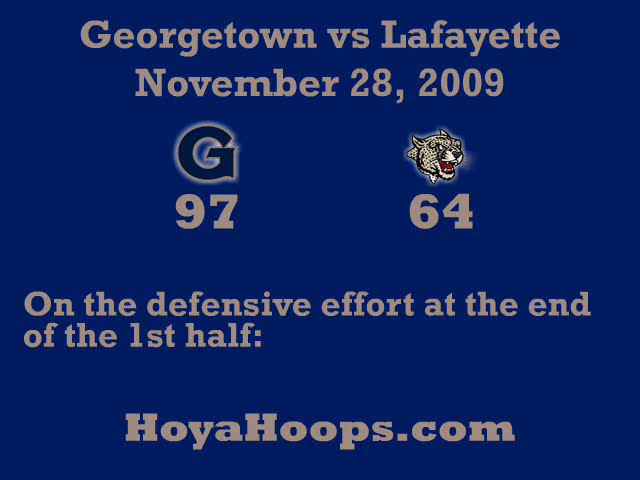 Georgetown vs Lafayette
November 28, 2009
G
97 64
On the defensive effort at the end
of the 1st half:
HoyaHoops.com